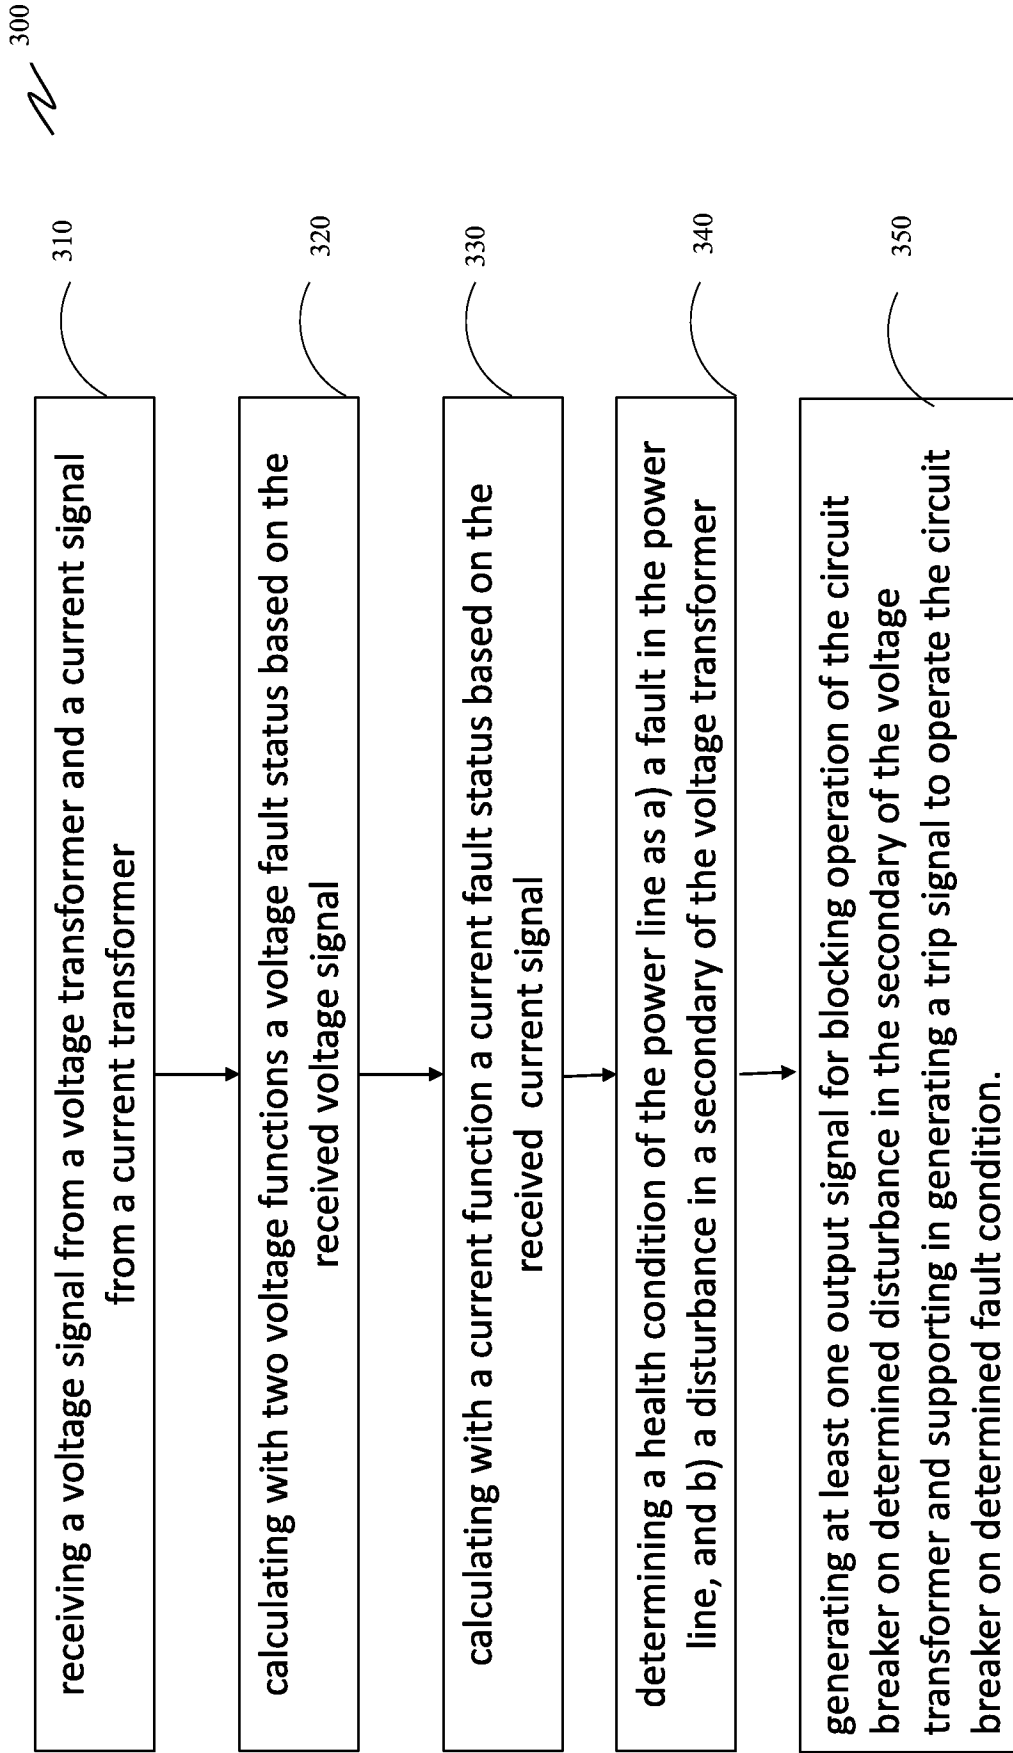 300
310
receiving a voltage signal from a voltage transformer and a current signal
from a current transformer
320
calculating with two voltage functions a voltage fault status based on the
received voltage signal
330
calculating with a current function a current fault status based on the
received current signal
340
determining a health condition of the power line as a) a fault in the power
line, and b) a disturbance in a secondary of the voltage transformer
350
generating at least one output signal for blocking operation of the circuit
breaker on determined disturbance in the secondary of the voltage
transformer and supporting in generating a trip signal to operate the circuit
breaker on determined fault condition.